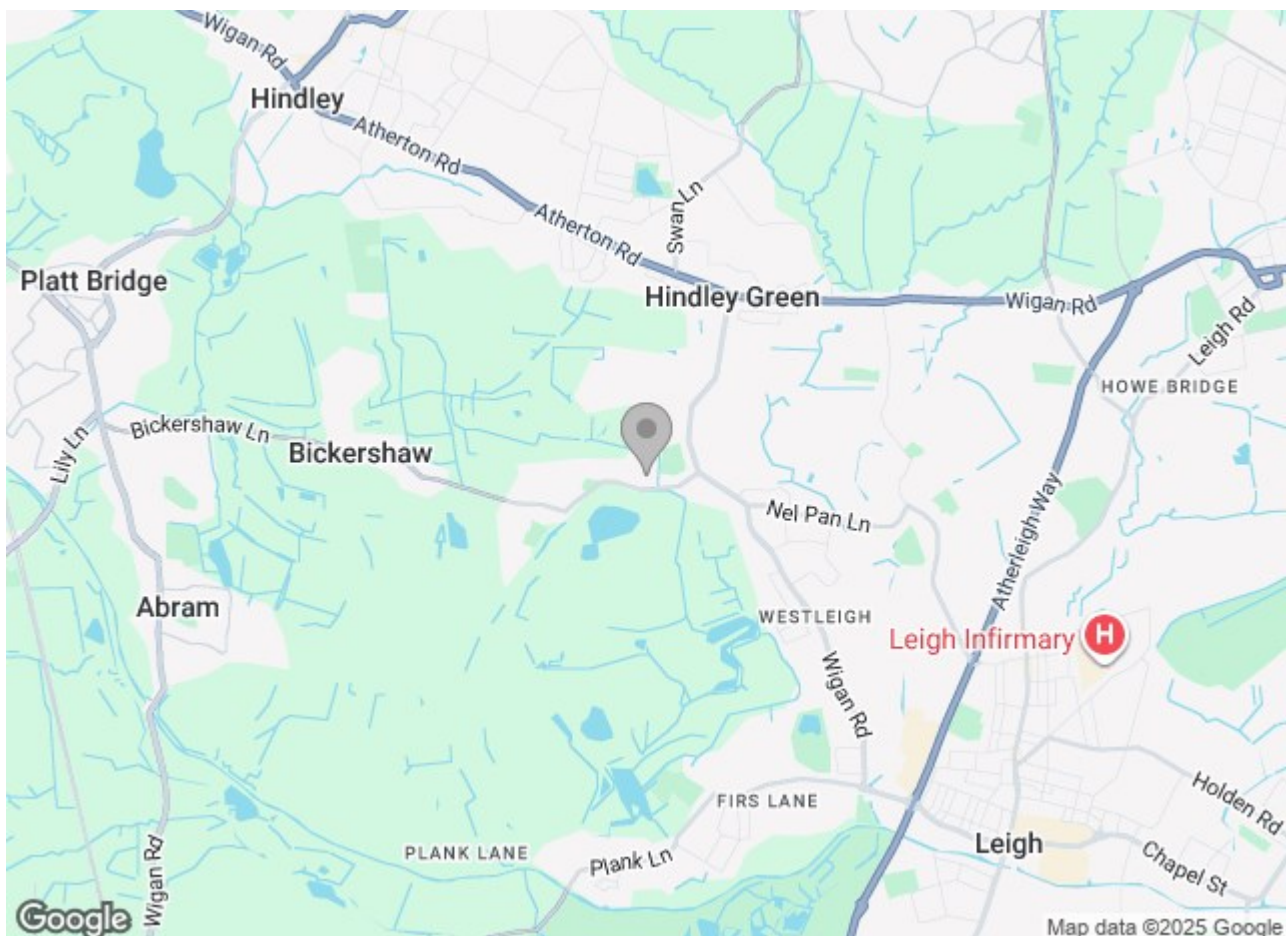 Wigan Rd
Hindley
Atherton Rd
Swan Ln
Atherton Rd
Platt Bridge
Hindley Green
Wigan Rd
Leigh Rd
HOWE BRIDGE
Bickershaw Ln
Lily Ln
Bickershaw
Nel Pan Ln
Atherleigh Way
Abram
WESTLEIGH
Leigh Infirmary
H
Wigan Rd
Holden Rd
FIRS LANE
Leigh
PLANK LANE
Plank Ln
Chapel St
Wigan Rd
Google
Map data ©2025 Google